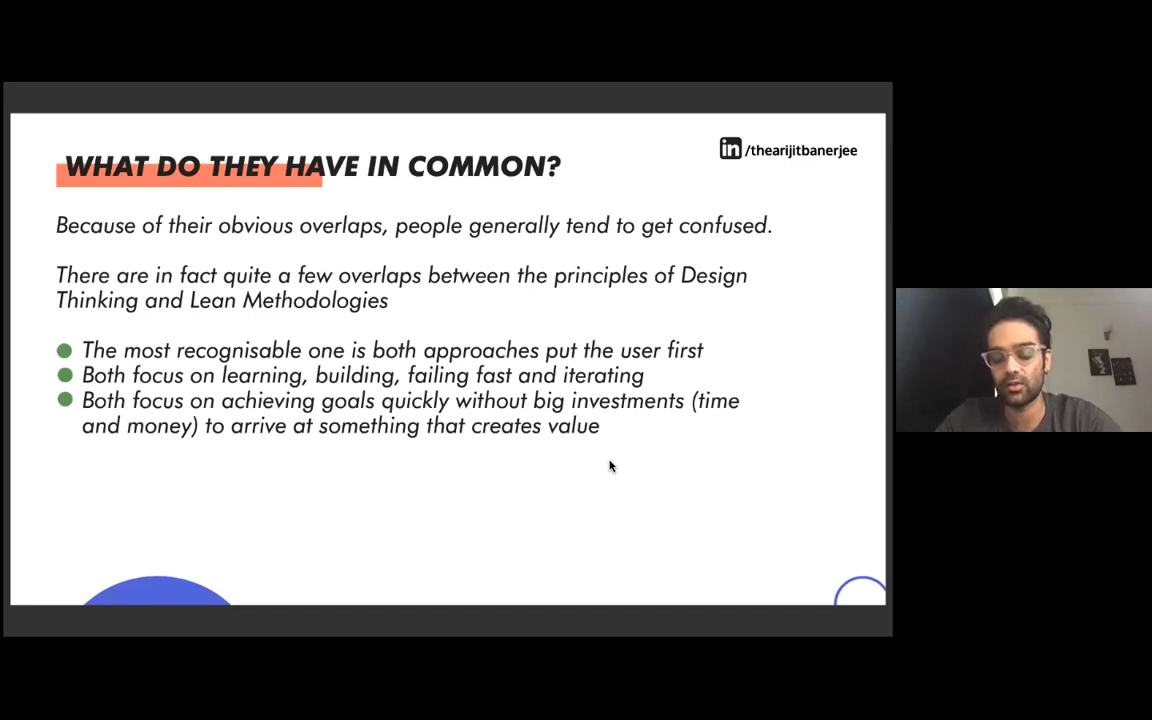 WHAT DO THEY HAVE IN COMMON?
in /thearijitbanerjee
Because of their obvious overlaps, people generally tend to get confused.
There are in fact quite a few overlaps between the principles of Design
Thinking and Lean Methodologies
The most recognisable one is both approaches put the user first
Both focus on learning, building, failing fast and iterating
Both focus on achieving goals quickly without big investments (time
and money) to arrive at something that creates value